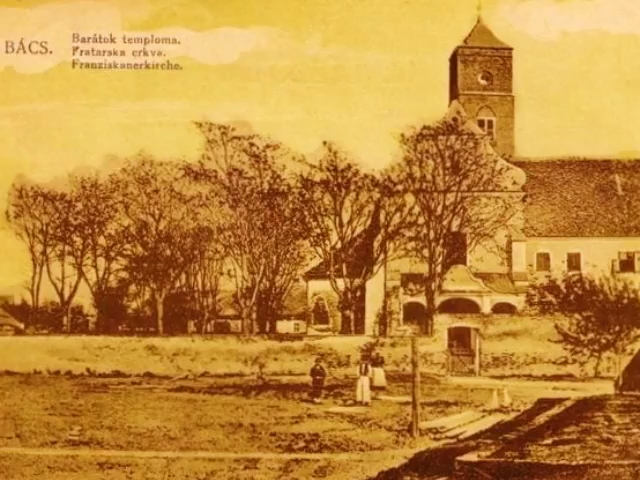 BÁCS.
Barátok temploma.
Fratarska crkva.
Franziskanerkirche.